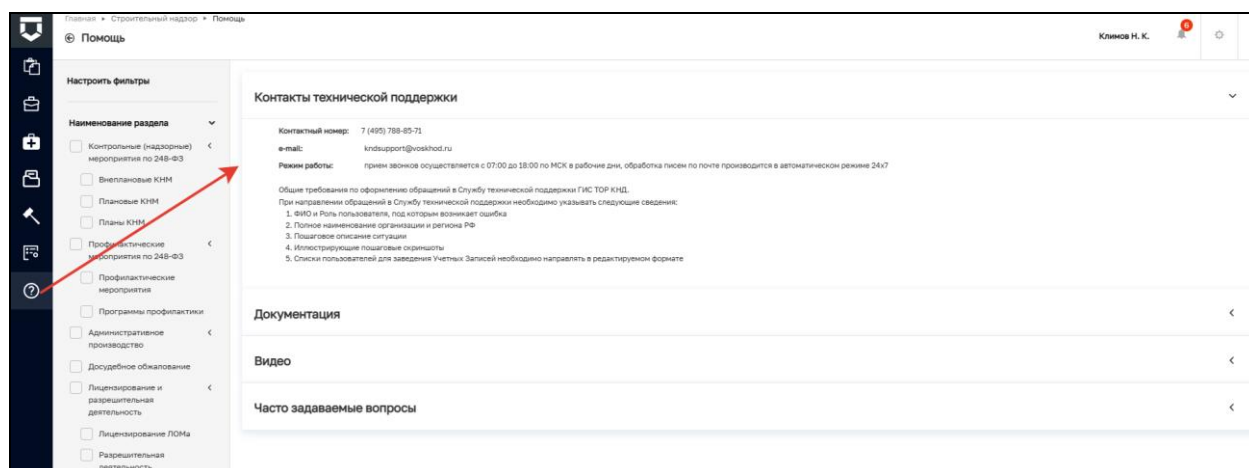 Главная ▸ Строительный надзор ▸ Помощь
Помощь
Климов Н. К.
6
Настроить фильтры
Наименование раздела
Контрольные (надзорные)
мероприятия по 248-ФЗ
Внеплановые КНМ
Плановые КНМ
Планы КНМ
Профилактические
мероприятия по 248-ФЗ
Профилактические
мероприятия
Программы профилактики
Административное
производство
Досудебное обжалование
Лицензирование и
разрешительная
деятельность
Лицензирование ЛОМа
Разрешительная
деятельность
Контакты технической поддержки
Контактный номер: 7 (495) 788-85-71
e-mail: kndsupport@voskhod.ru
Режим работы: прием звонков осуществляется с 07:00 до 18:00 по МСК в рабочие дни, обработка писем по почте производится в автоматическом режиме 24x7
Общие требования по оформлению обращений в Службу технической поддержки ГИС ТОР КНД.
При направлении обращений в Службу технической поддержки необходимо указывать следующие сведения:
1. ФИО и Роль пользователя, под которым возникает ошибка
2. Полное наименование организации и региона РФ
3. Пошаговое описание ситуации
4. Иллюстрирующие пошаговые скриншоты
5. Списки пользователей для заведения Учетных Записей необходимо направлять в редактируемом формате
Документация
Видео
Часто задаваемые вопросы